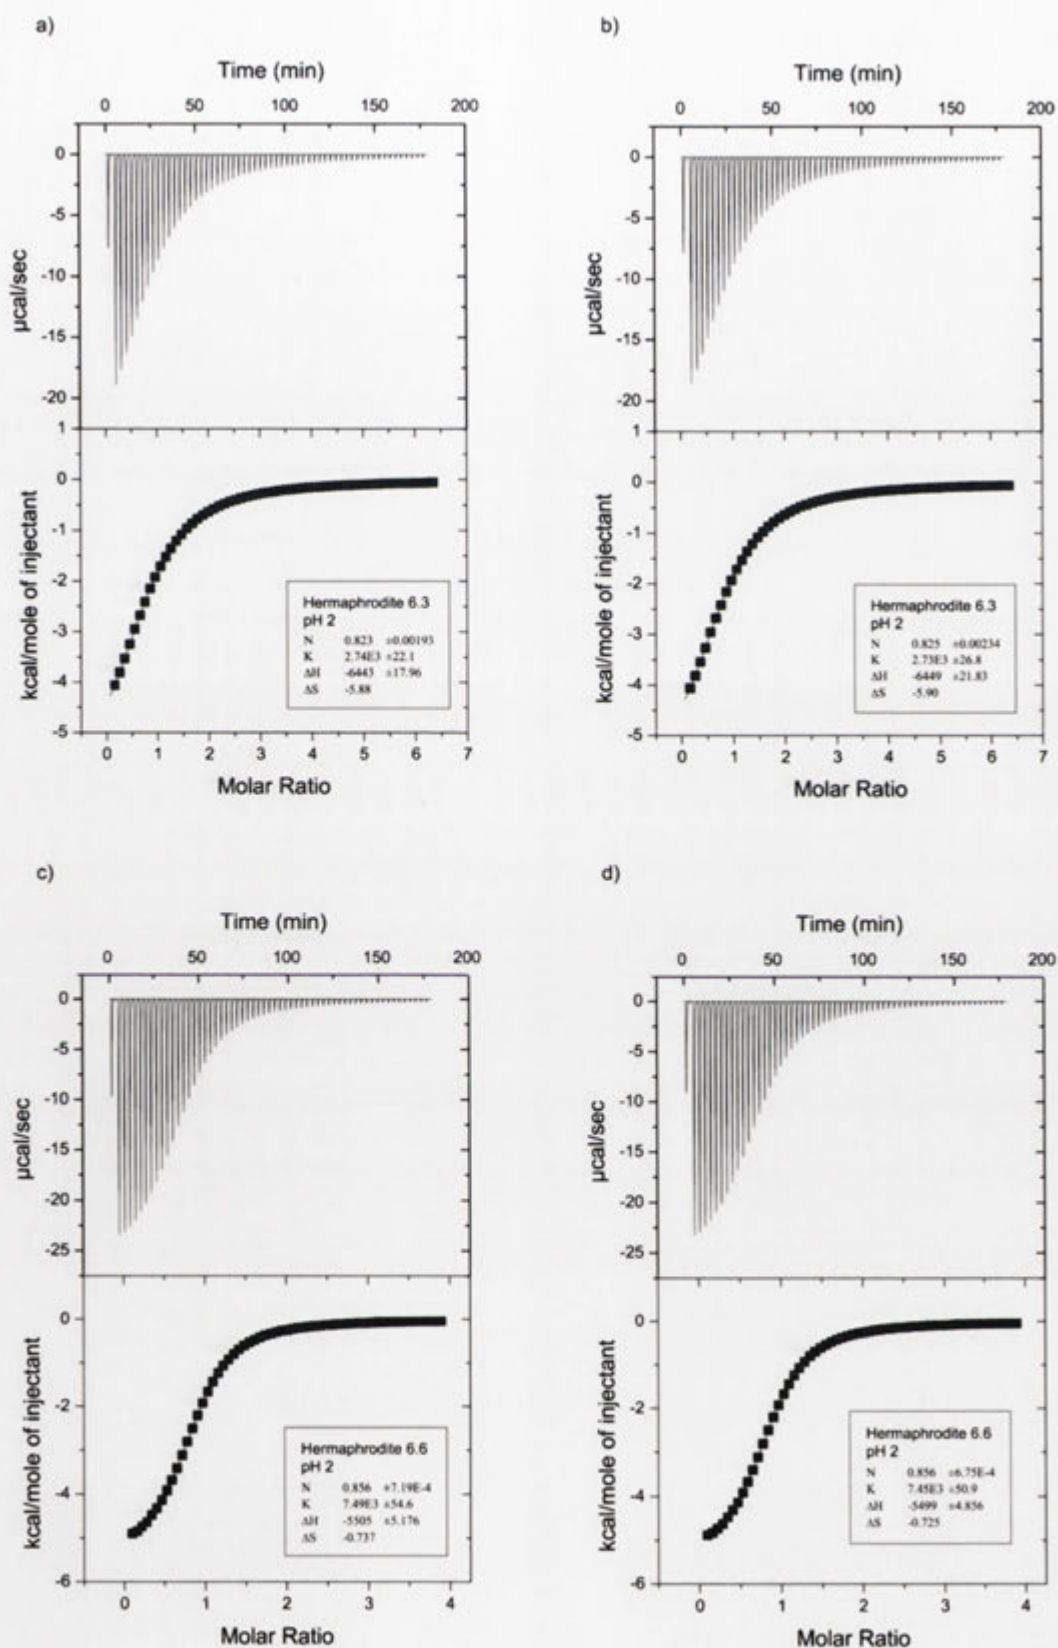 a)
Time (min)
0 50 100 150 200
0
-5
-10
-15
-20
1
µcal/sec
0
-1
-2
-3
-4
-5
kcal/mole of injectant
Hermaphrodite 6.3
pH 2
N 0.823 ±0.00193
K 2.74E3 ±22.1
ΔH -6443 ±17.96
ΔS -5.88
0 1 2 3 4 5 6 7
Molar Ratio
b)
Time (min)
0 50 100 150 200
0
-5
-10
-15
-20
1
µcal/sec
0
-1
-2
-3
-4
-5
kcal/mole of injectant
Hermaphrodite 6.3
pH 2
N 0.825 ±0.00234
K 2.73E3 ±26.8
ΔH -6449 ±21.83
ΔS -5.90
0 1 2 3 4 5 6 7
Molar Ratio
c)
Time (min)
0 50 100 150 200
0
-5
-10
-15
-20
-25
µcal/sec
0
-2
-4
-6
kcal/mole of injectant
Hermaphrodite 6.6
pH 2
N 0.856 ±7.19E-4
K 7.49E3 ±54.6
ΔH -5505 ±5.176
ΔS -0.737
0 1 2 3 4
Molar Ratio
d)
Time (min)
0 50 100 150 200
0
-5
-10
-15
-20
-25
µcal/sec
0
-2
-4
-6
kcal/mole of injectant
Hermaphrodite 6.6
pH 2
N 0.856 ±6.75E-4
K 7.45E3 ±50.9
ΔH -5499 ±4.856
ΔS -0.725
0 1 2 3 4
Molar Ratio